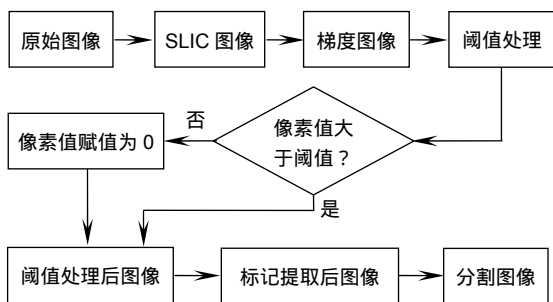 原始图像
SLIC 图像
梯度图像
阈值处理
像素值赋值为 0
否
像素值大
于阈值？
是
阈值处理后图像
标记提取后图像
分割图像